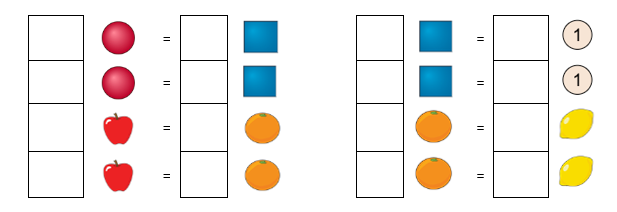 = = 1
= = 1
= =
= =